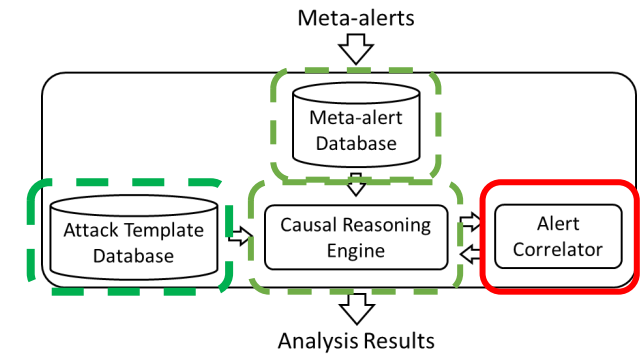 Meta-alerts
Meta-alert
Database
Attack Template
Database
Causal Reasoning
Engine
Alert
Correlator
Analysis Results